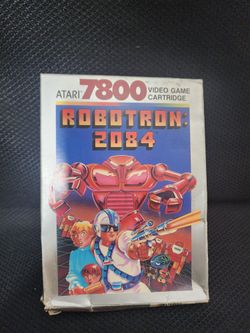 ATARI 7800 VIDEO GAME
CARTRIDGE
ROBOTRON:
2084